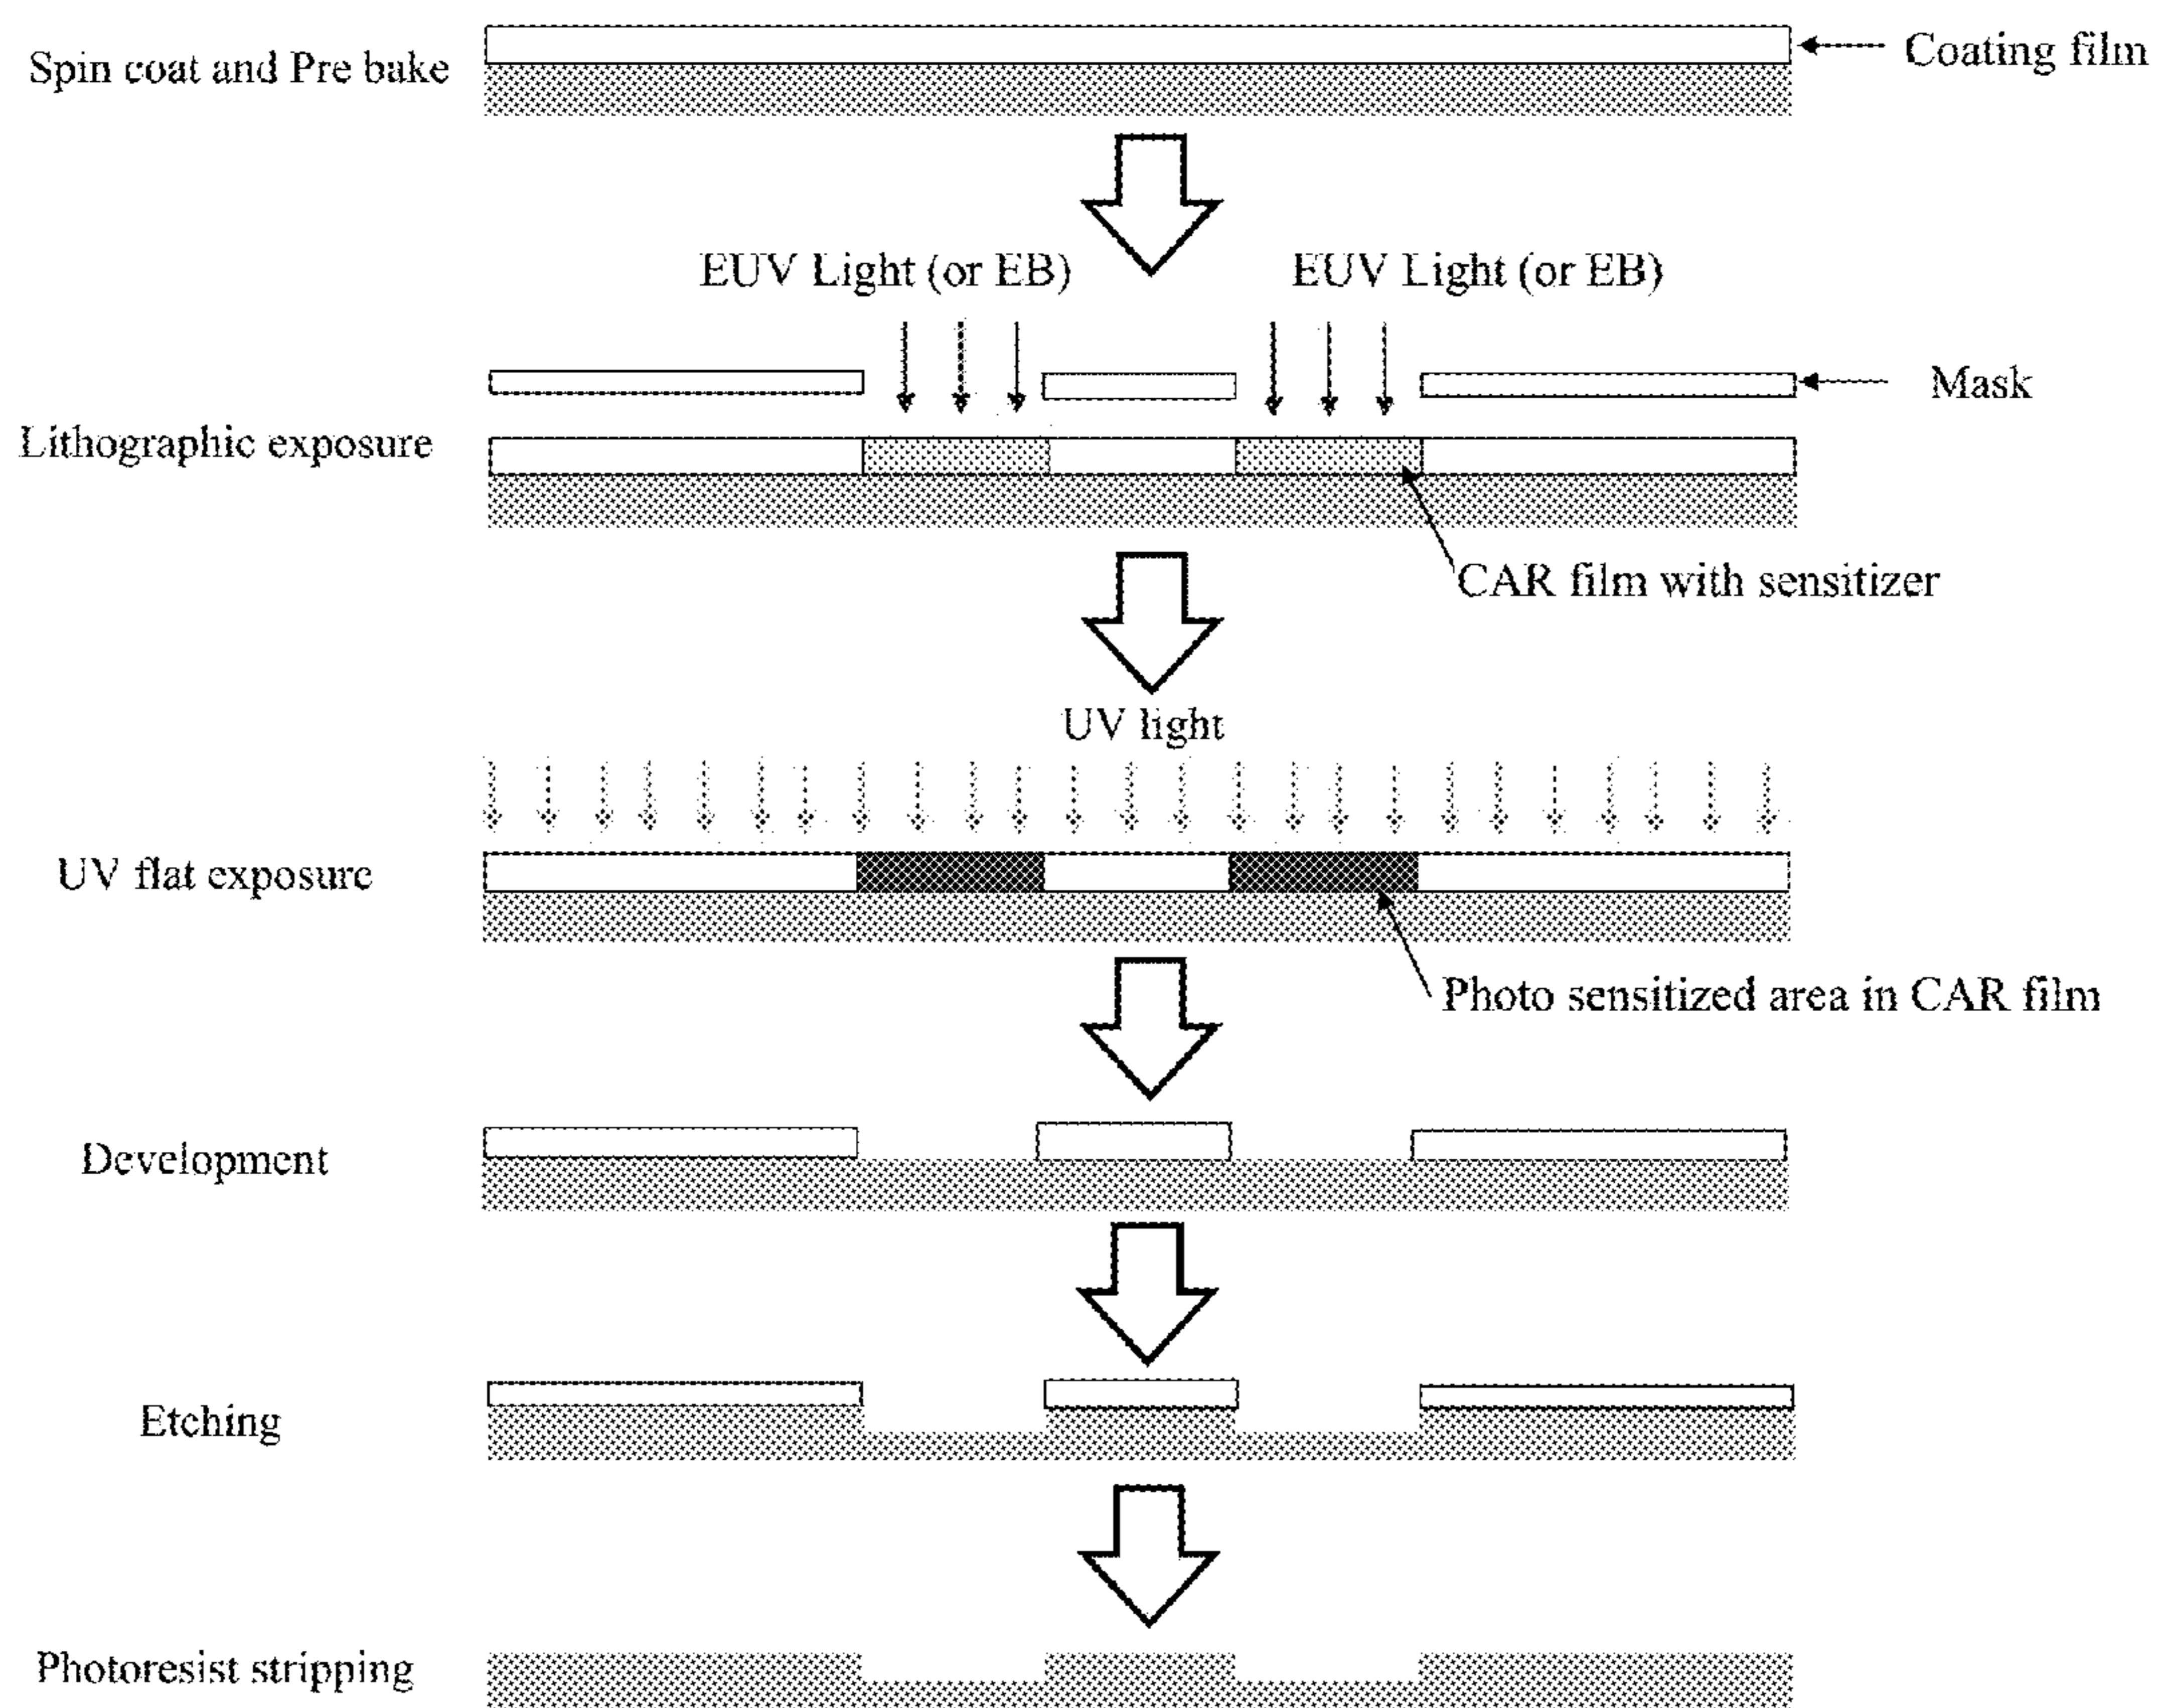 Spin coat and Pre bake
Coating film
EUV Light (or EB)
EUV Light (or EB)
Mask
Lithographic exposure
CAR film with sensitizer
UV light
UV flat exposure
Photo sensitized area in CAR film
Development
Etching
Photoresist stripping